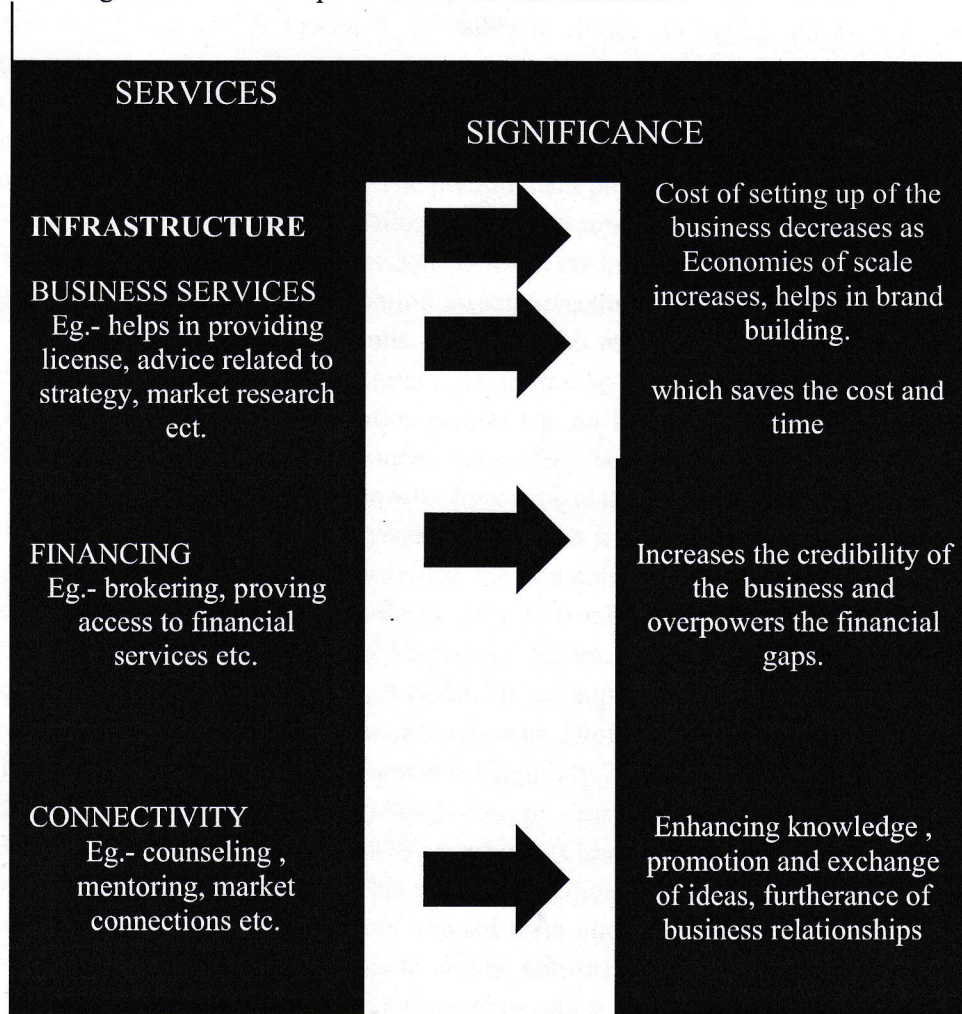 SERVICES
SIGNIFICANCE
INFRASTRUCTURE
BUSINESS SERVICES
Eg.- helps in providing
license, advice related to
strategy, market research
ect.
Cost of setting up of the
business decreases as
Economies of scale
increases, helps in brand
building.
which saves the cost and
time
FINANCING
Eg.- brokering, proving
access to financial
services etc.
Increases the credibility of
the business and
overpowers the financial
gaps.
CONNECTIVITY
Eg.- counseling ,
mentoring, market
connections etc.
Enhancing knowledge ,
promotion and exchange
of ideas, furtherance of
business relationships